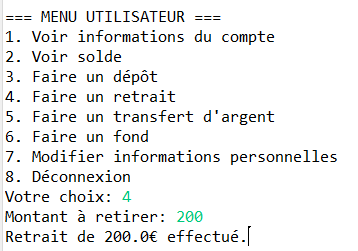 === MENU UTILISATEUR ===
1. Voir informations du compte
2. Voir solde
3. Faire un dépôt
4. Faire un retrait
5. Faire un transfert d'argent
6. Faire un fond
7. Modifier informations personnelles
8. Déconnexion
Votre choix: 4
Montant à retirer: 200
Retrait de 200.0€ effectué.